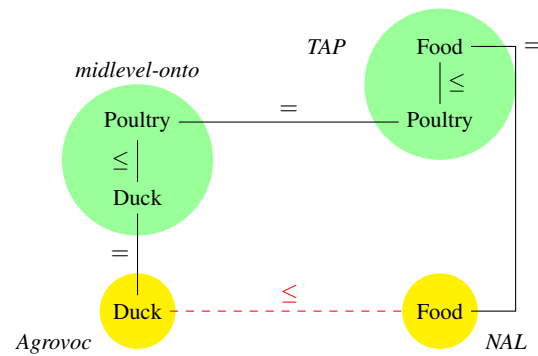 TAP
Food
=
midlevel-onto
≤
Poultry
=
Poultry
≤
Duck
=
≤
Duck
Food
Agrovoc
NAL